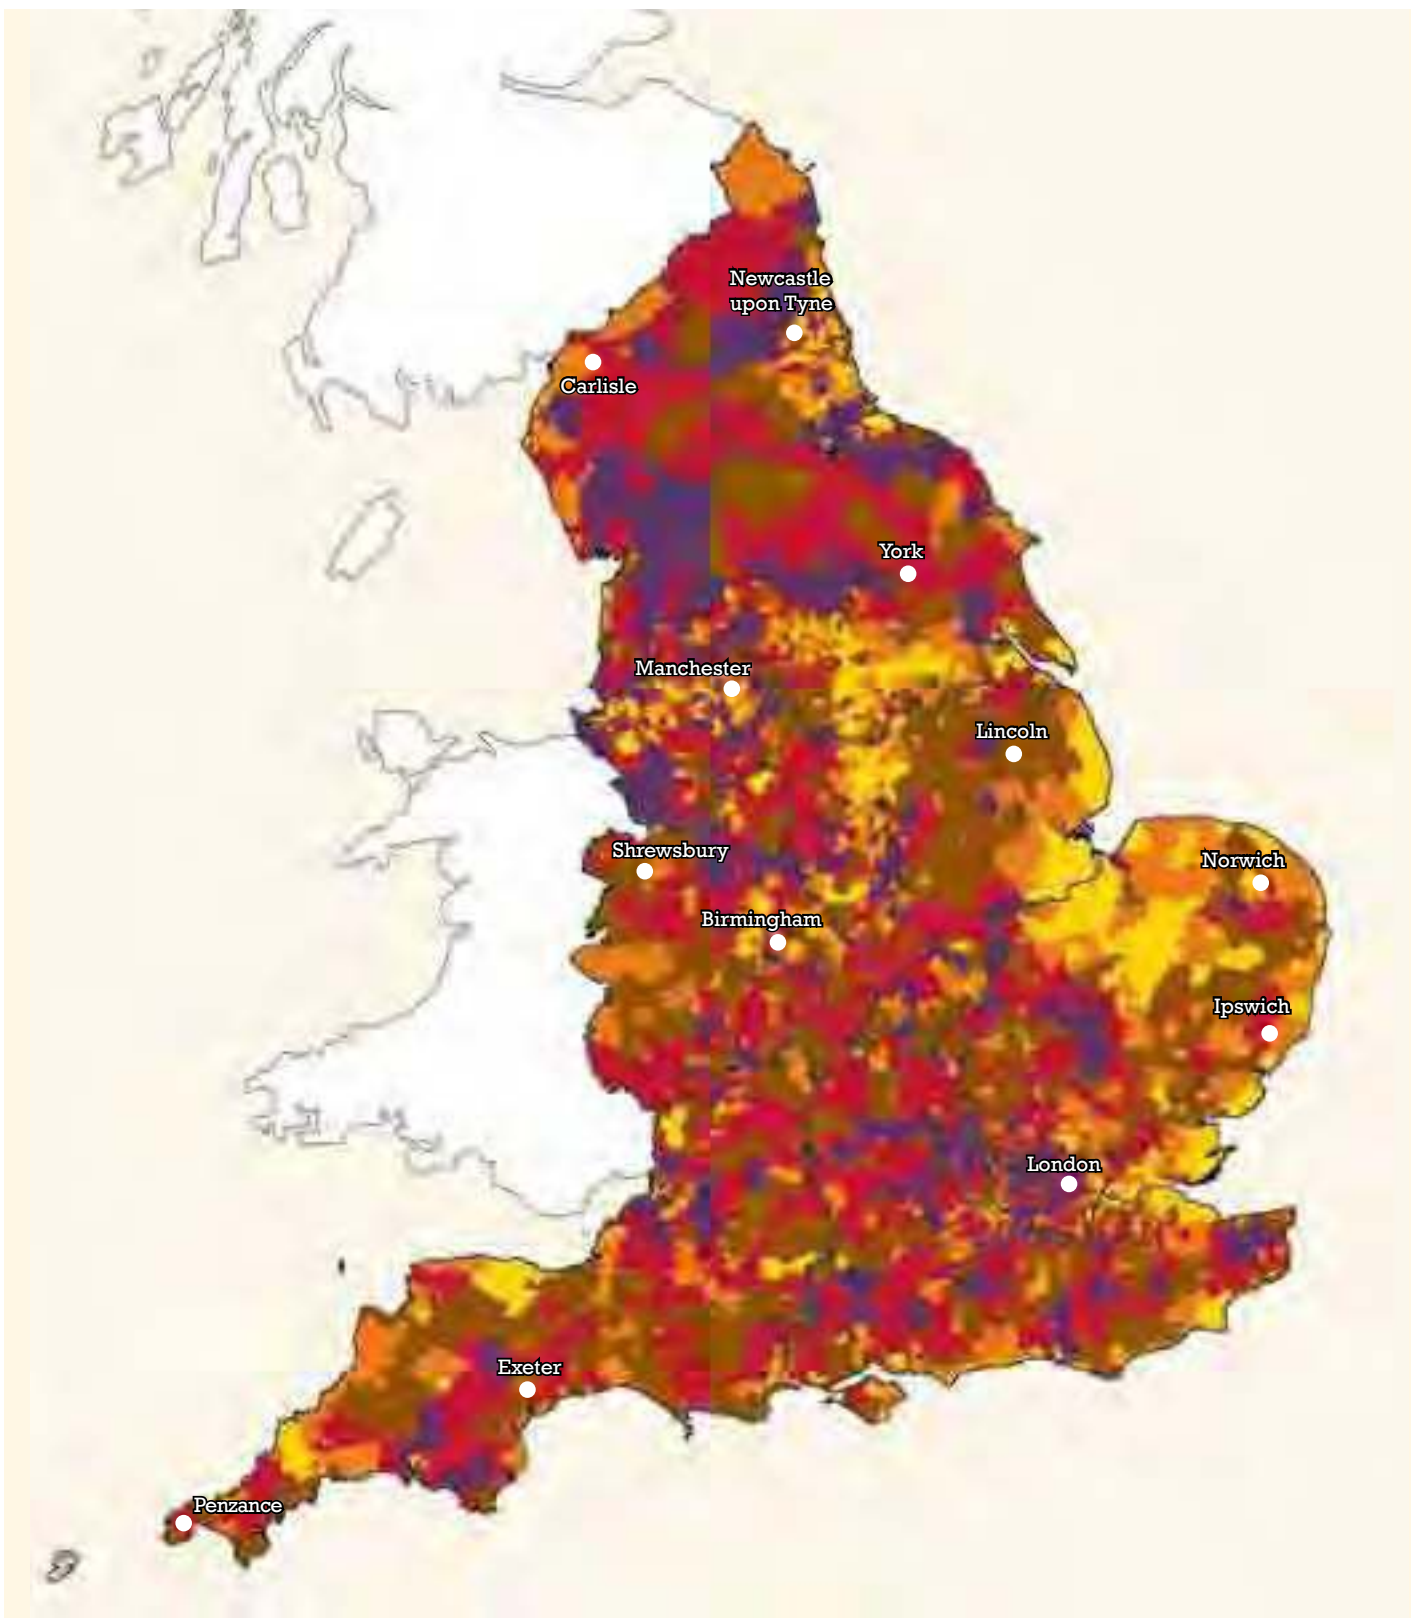 Newcastle
upon Tyne
Carlisle
York
Manchester
Lincoln
Shrewsbury
Norwich
Birmingham
Ipswich
London
Exeter
Penzance